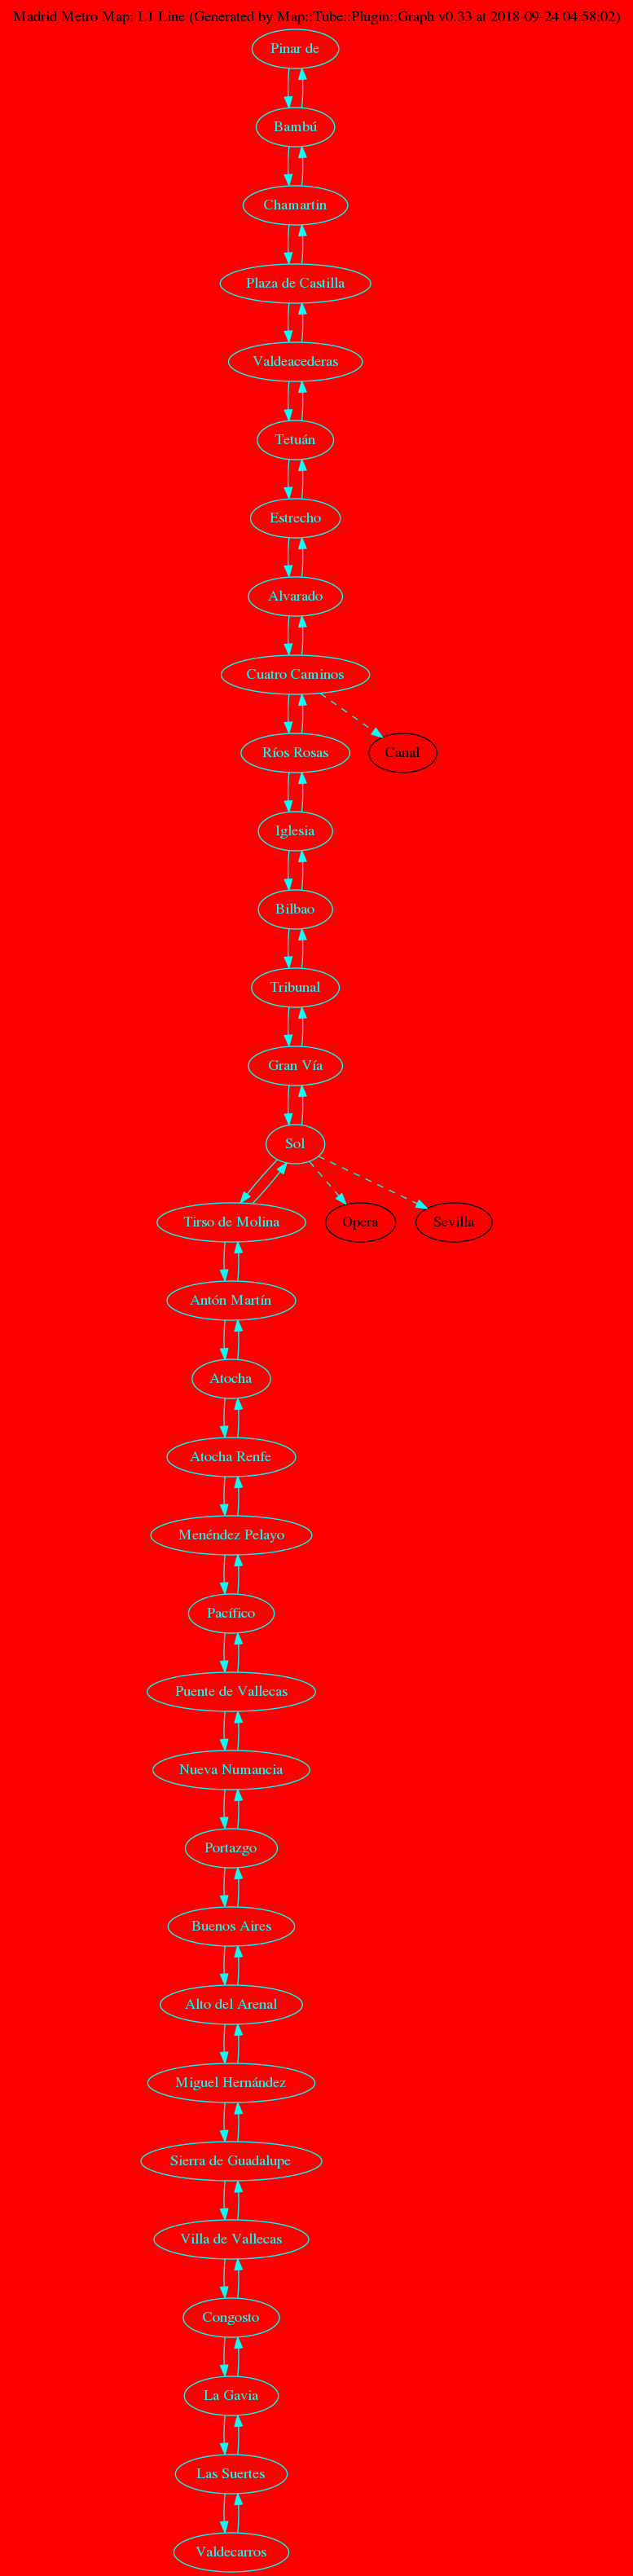 Madrid Metro Map: L1 Line (Generated by Map::Tube::Plugin::Graph v0.33 at 2018-09-24 04:58:02)
Pinar de
Bambú
Chamartín
Plaza de Castilla
Valdeacederas
Tetuán
Estrecho
Alvarado
Cuatro Caminos
Ríos Rosas
Canal
Iglesia
Bilbao
Tribunal
Gran Vía
Sol
Tirso de Molina
Opera
Sevilla
Antón Martín
Atocha
Atocha Renfe
Menéndez Pelayo
Pacífico
Puente de Vallecas
Nueva Numancia
Portazgo
Buenos Aires
Alto del Arenal
Miguel Hernández
Sierra de Guadalupe
Villa de Vallecas
Congosto
La Gavia
Las Suertes
Valdecarros